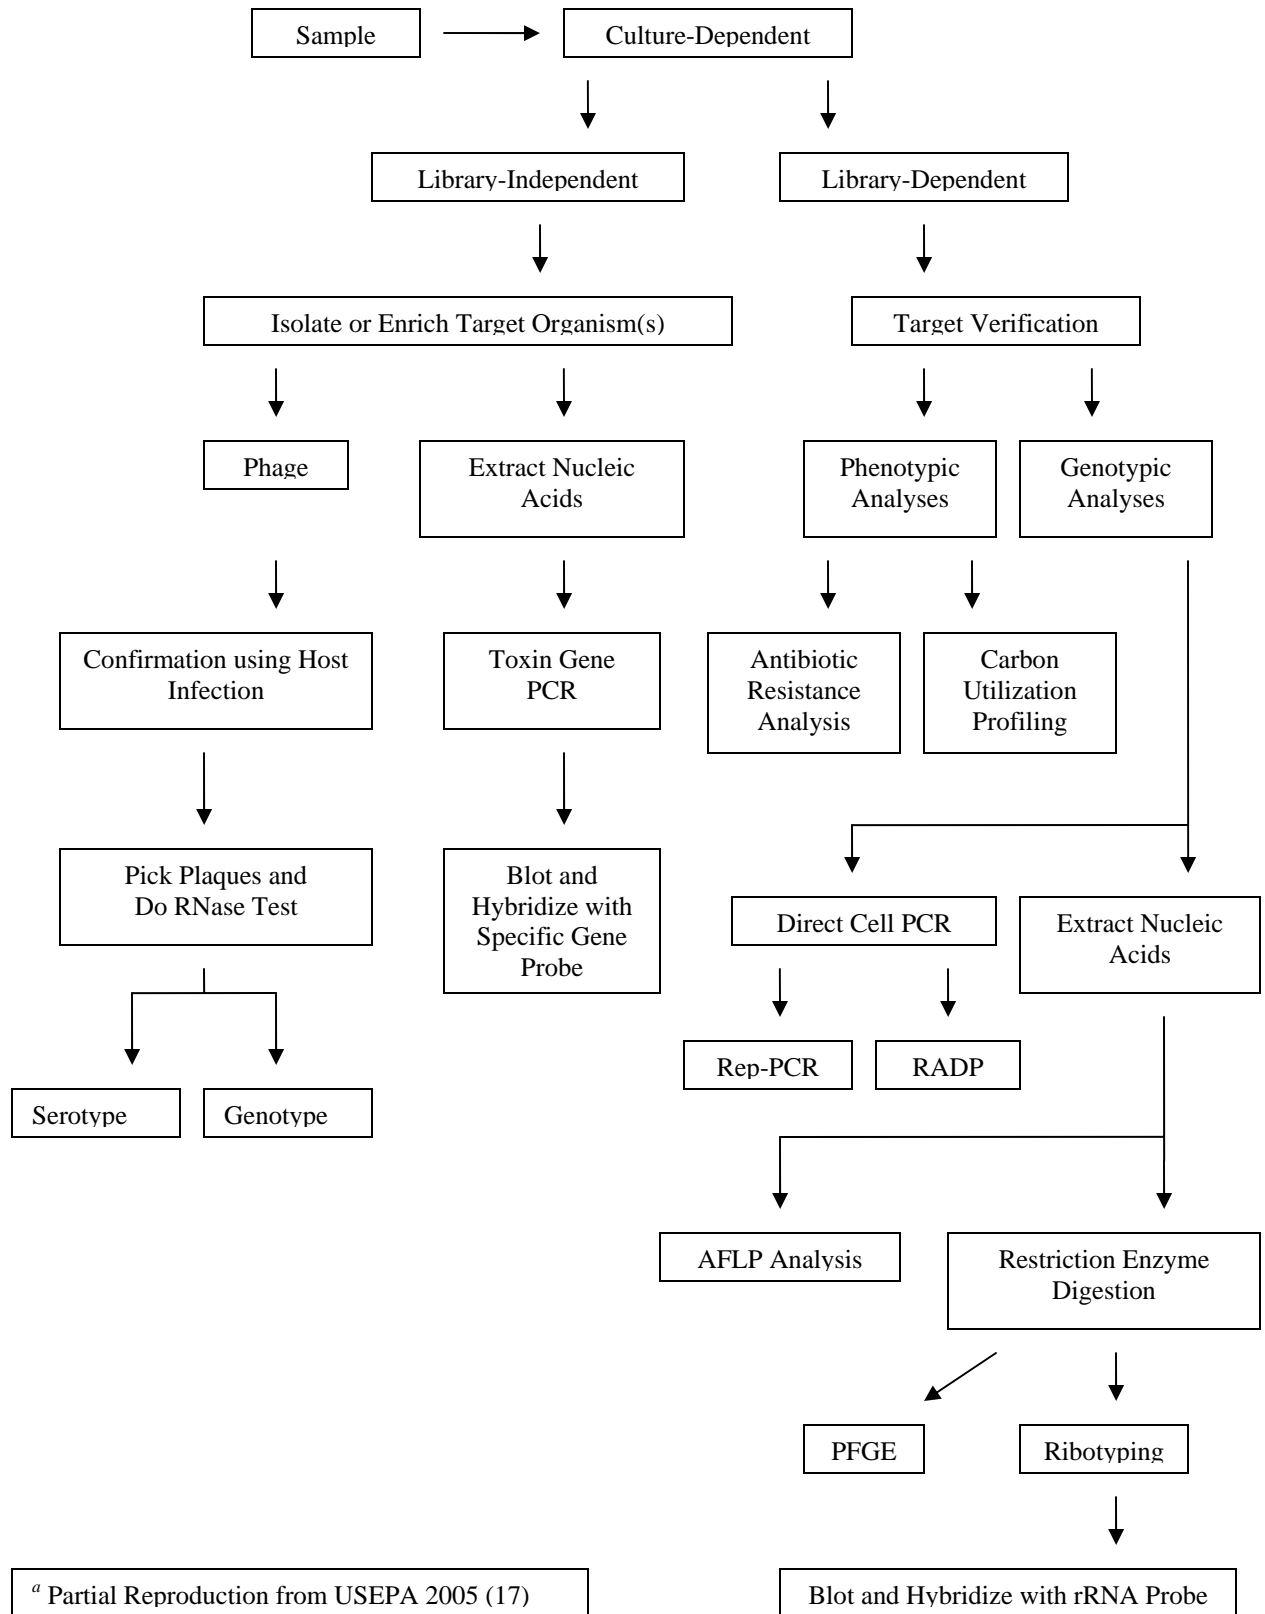 Sample
Culture-Dependent
Library-Independent
Library-Dependent
Isolate or Enrich Target Organism(s)
Target Verification
Phage
Extract Nucleic
Acids
Phenotypic
Analyses
Genotypic
Analyses
Confirmation using Host
Infection
Toxin Gene
PCR
Antibiotic
Resistance
Analysis
Carbon
Utilization
Profiling
Pick Plaques and
Do RNase Test
Blot and
Hybridize with
Specific Gene
Probe
Direct Cell PCR
Extract Nucleic
Acids
Rep-PCR
RADP
Serotype
Genotype
AFLP Analysis
Restriction Enzyme
Digestion
PFGE
Ribotyping
a Partial Reproduction from USEPA 2005 (17)
Blot and Hybridize with rRNA Probe